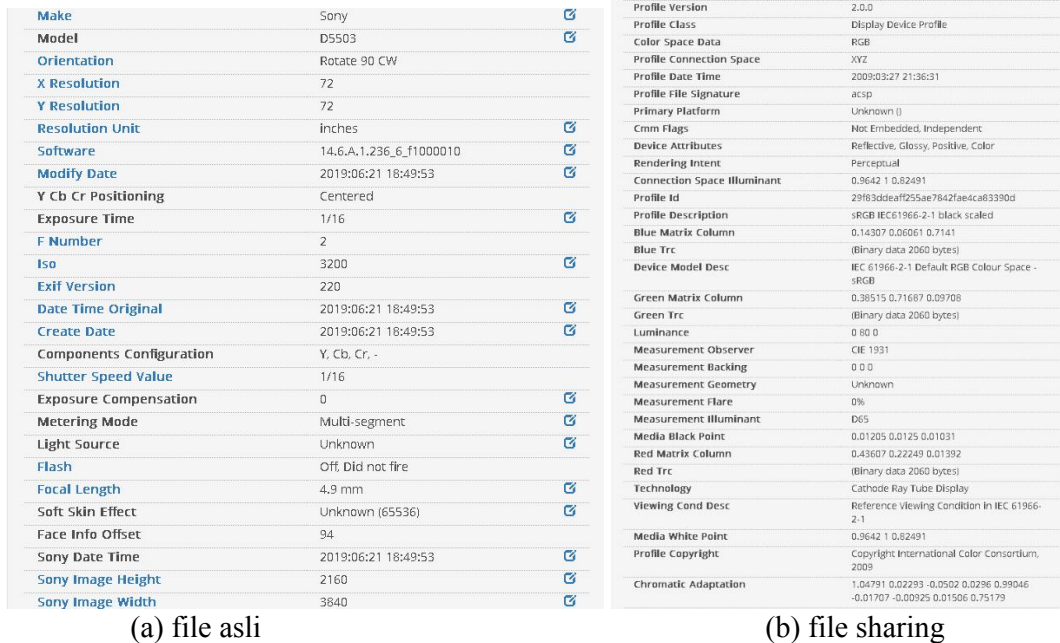 Make Sony
Model D5503
Orientation Rotate 90 CW
X Resolution 72
Y Resolution 72
Resolution Unit inches
Software 14.6.A.1.236_6_f1000010
Modify Date 2019:06:21 18:49:53
Y Cb Cr Positioning Centered
Exposure Time 1/16
F Number 2
Iso 3200
Exif Version 220
Date Time Original 2019:06:21 18:49:53
Create Date 2019:06:21 18:49:53
Components Configuration Y, Cb, Cr, -
Shutter Speed Value 1/16
Exposure Compensation 0
Metering Mode Multi-segment
Light Source Unknown
Flash Off, Did not fire
Focal Length 4.9 mm
Soft Skin Effect Unknown (65536)
Face Info Offset 94
Sony Date Time 2019:06:21 18:49:53
Sony Image Height 2160
Sony Image Width 3840
(a) file asli
Profile Version 2.0.0
Profile Class Display Device Profile
Color Space Data RGB
Profile Connection Space XYZ
Profile Date Time 2009:03:27 21:36:31
Profile File Signature acsp
Primary Platform Unknown ()
Cmm Flags Not Embedded, Independent
Device Attributes Reflective, Glossy, Positive, Color
Rendering Intent Perceptual
Connection Space Illuminant 0.9642 1 0.82491
Profile Id 29f83ddeaff255ae7842fae4ca83390d
Profile Description sRGB IEC61966-2-1 black scaled
Blue Matrix Column 0.14307 0.06061 0.7141
Blue Trc (Binary data 2060 bytes)
Device Model Desc IEC 61966-2-1 Default RGB Colour Space -
sRGB
Green Matrix Column 0.38515 0.71687 0.09708
Green Trc (Binary data 2060 bytes)
Luminance 0 80 0
Measurement Observer CIE 1931
Measurement Backing 0 0 0
Measurement Geometry Unknown
Measurement Flare 0%
Measurement Illuminant D65
Media Black Point 0.01205 0.0125 0.01031
Red Matrix Column 0.43607 0.22249 0.01392
Red Trc (Binary data 2060 bytes)
Technology Cathode Ray Tube Display
Viewing Cond Desc Reference Viewing Condition in IEC 61966-
2-1
Media White Point 0.9642 1 0.82491
Profile Copyright Copyright International Color Consortium,
2009
Chromatic Adaptation 1.04791 0.02293 -0.0502 0.0296 0.99046
-0.01707 -0.00925 0.01506 0.75179
(b) file sharing